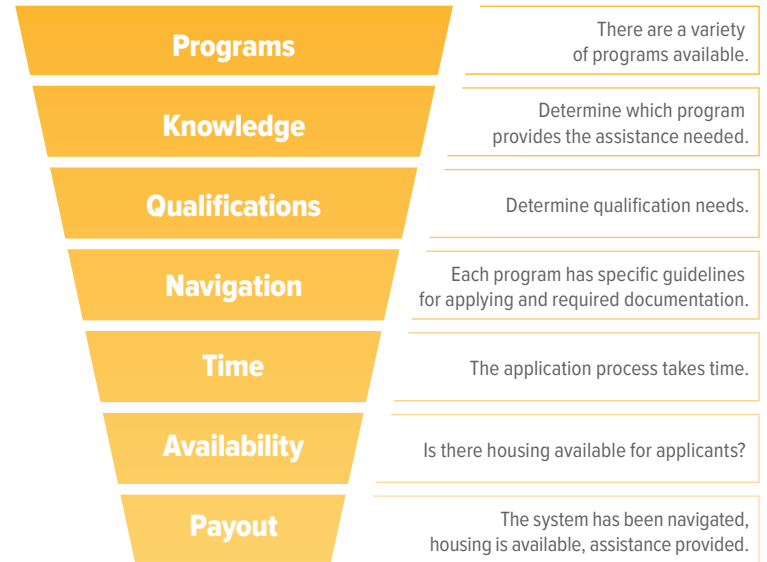 Programs
There are a variety
of programs available.
Knowledge
Determine which program
provides the assistance needed.
Qualifications
Determine qualification needs.
Navigation
Each program has specific guidelines
for applying and required documentation.
Time
The application process takes time.
Availability
Is there housing available for applicants?
Payout
The system has been navigated,
housing is available, assistance provided.